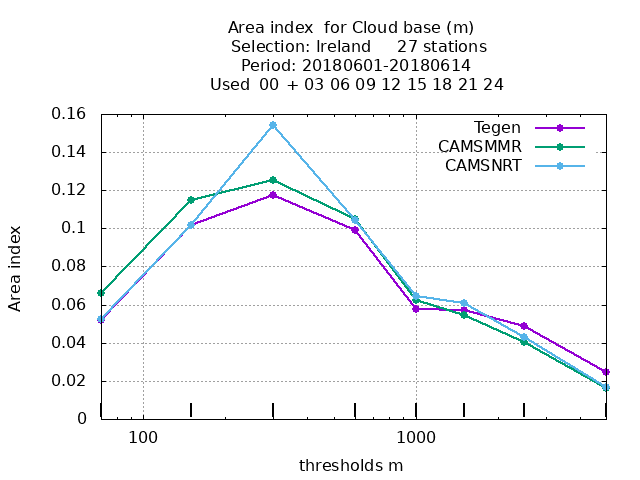 Area index  for Cloud base (m)
Selection: Ireland     27 stations
Period: 20180601-20180614
Used  00 + 03 06 09 12 15 18 21 24
Tegen
CAMSMMR
CAMSNRT
0.16
0.14
0.12
0.1
0.08
0.06
0.04
0.02
0
Area index
100
1000
thresholds m